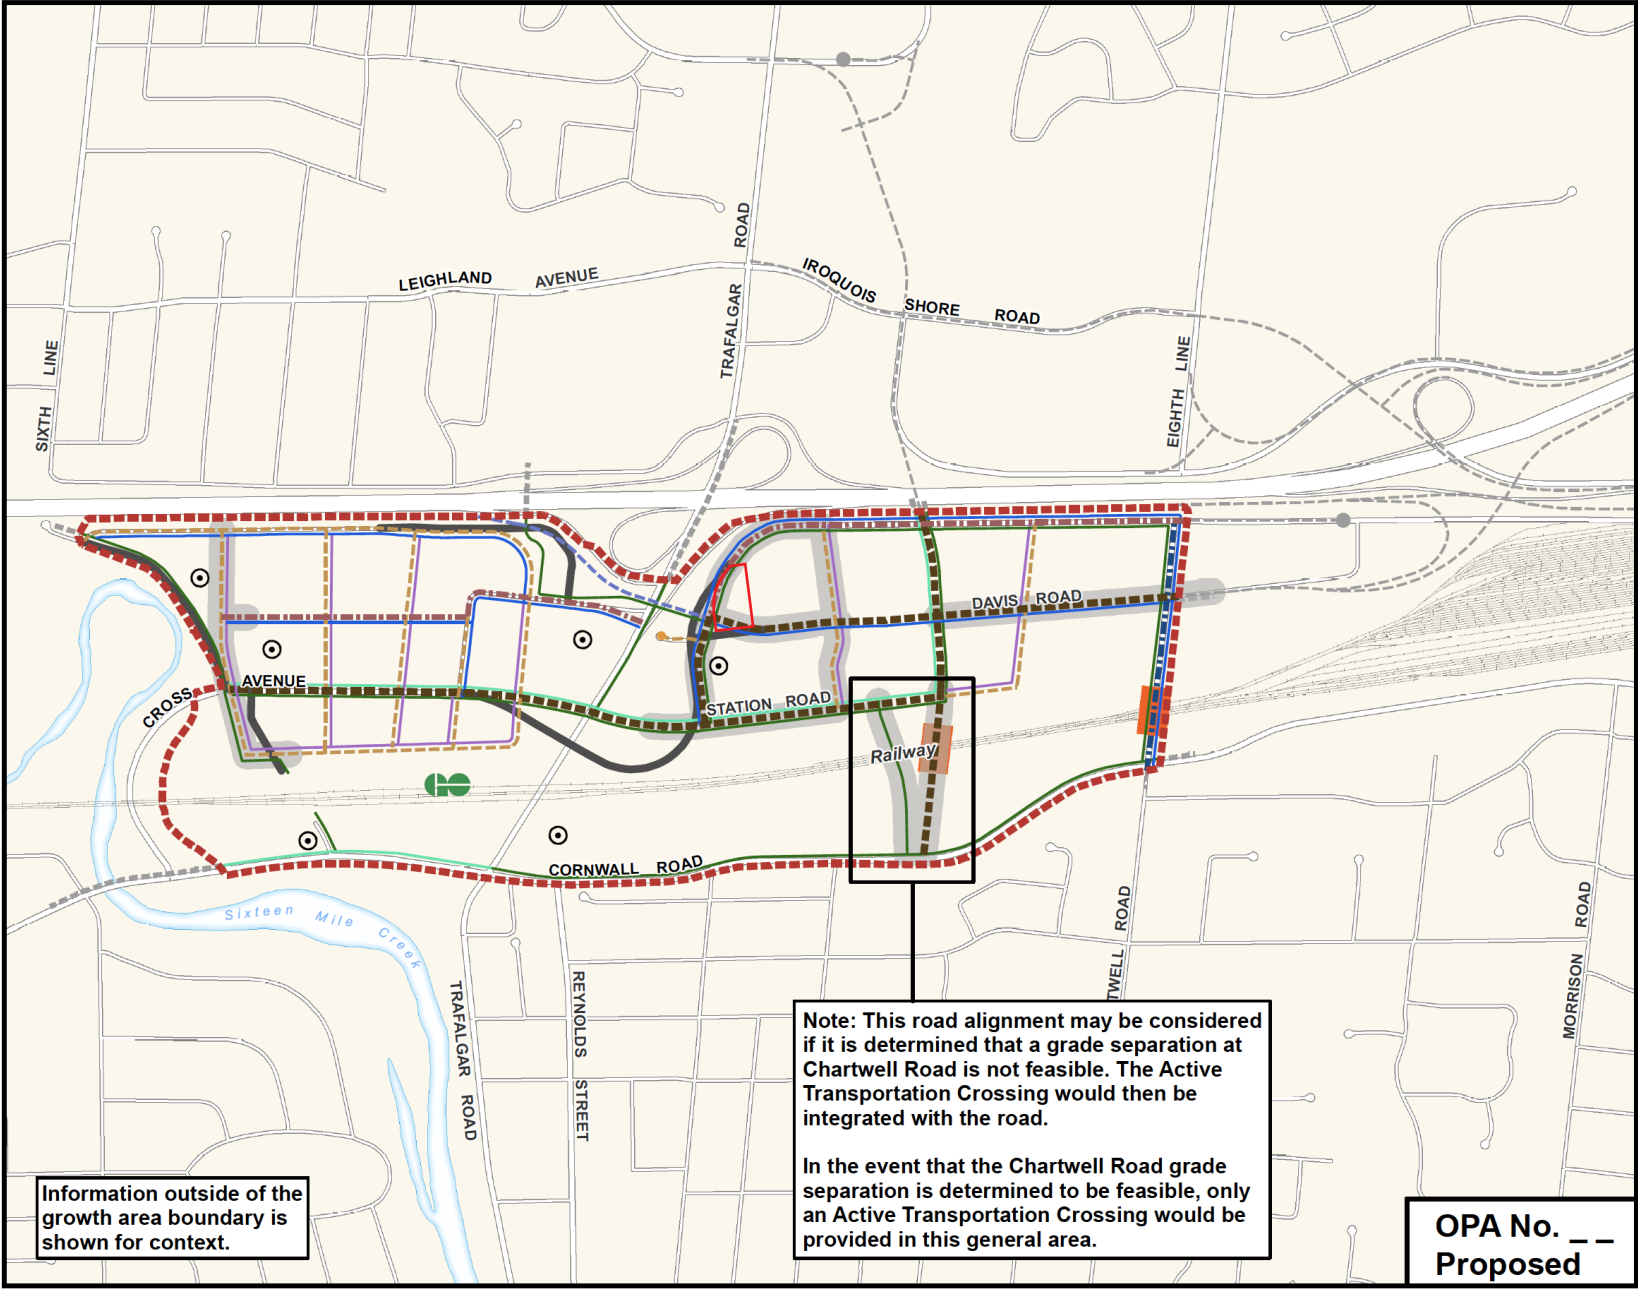 ROAD
LEIGHLAND AVENUE
IROQUOIS SHORE ROAD
TRAFALGAR
SIXTH LINE
EIGHTH LINE
DAVIS ROAD
CROSS AVENUE
STATION ROAD
Railway
GO
CORNWALL ROAD
Sixteen Mile Creek
TRAFALGAR ROAD
REYNOLDS STREET
TWELL ROAD
MORRISON ROAD
Note: This road alignment may be considered
if it is determined that a grade separation at
Chartwell Road is not feasible. The Active
Transportation Crossing would then be
integrated with the road.
In the event that the Chartwell Road grade
separation is determined to be feasible, only
an Active Transportation Crossing would be
provided in this general area.
Information outside of the
growth area boundary is
shown for context.
OPA No. _ _
Proposed